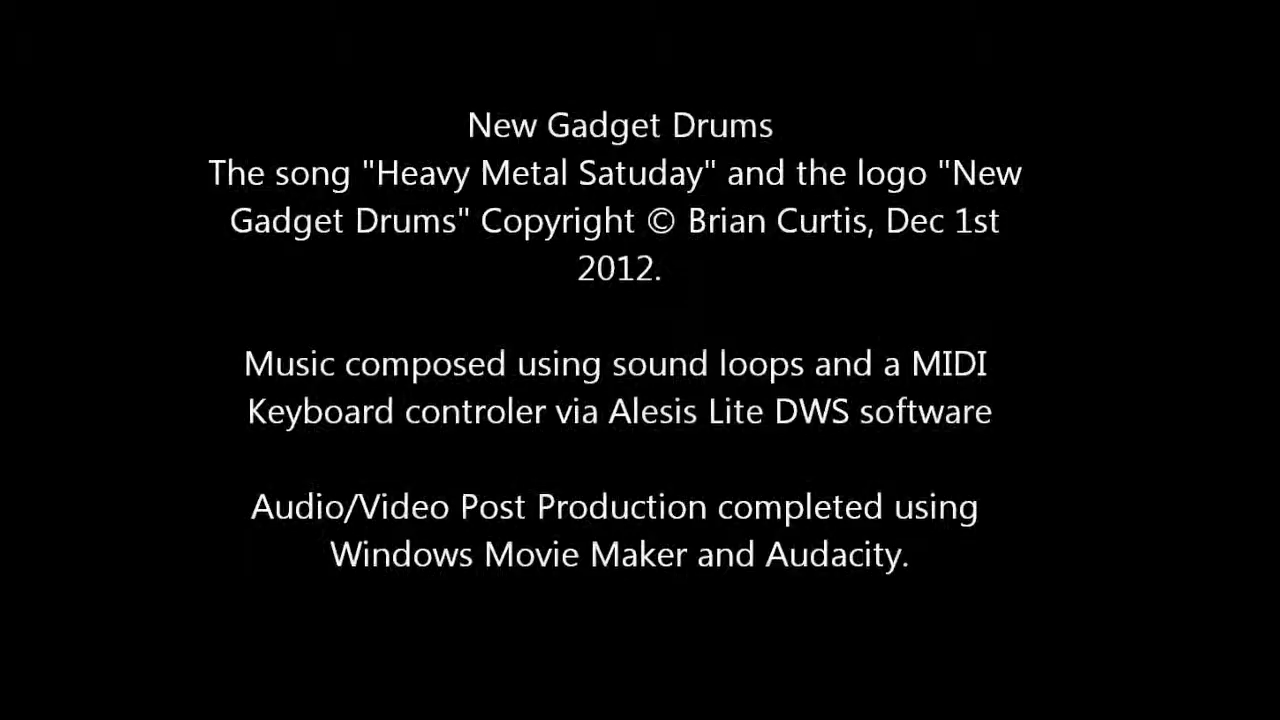 New Gadget Drums
The song "Heavy Metal Satuday" and the logo "New
Gadget Drums" Copyright © Brian Curtis, Dec 1st
2012.
Music composed using sound loops and a MIDI
Keyboard controler via Alesis Lite DWS software
Audio/Video Post Production completed using
Windows Movie Maker and Audacity.